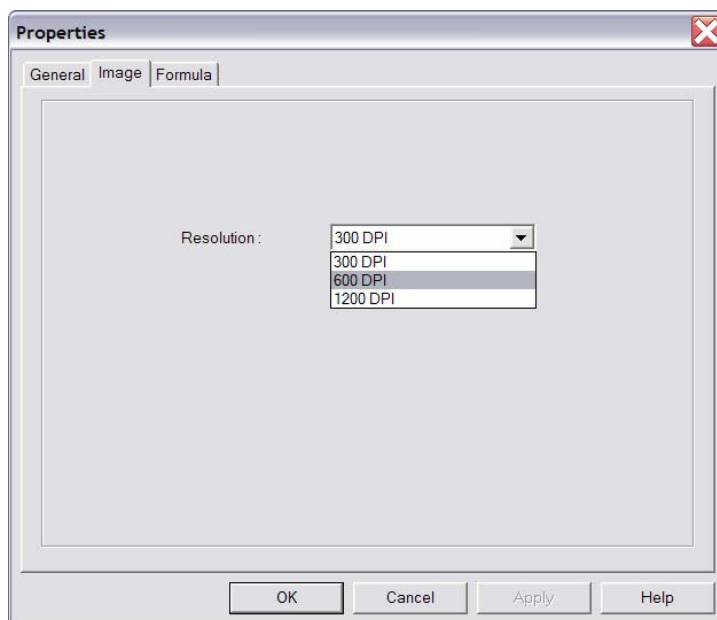 Properties
General Image Formula
Resolution : 300 DPI
300 DPI
600 DPI
1200 DPI
OK Cancel Apply Help